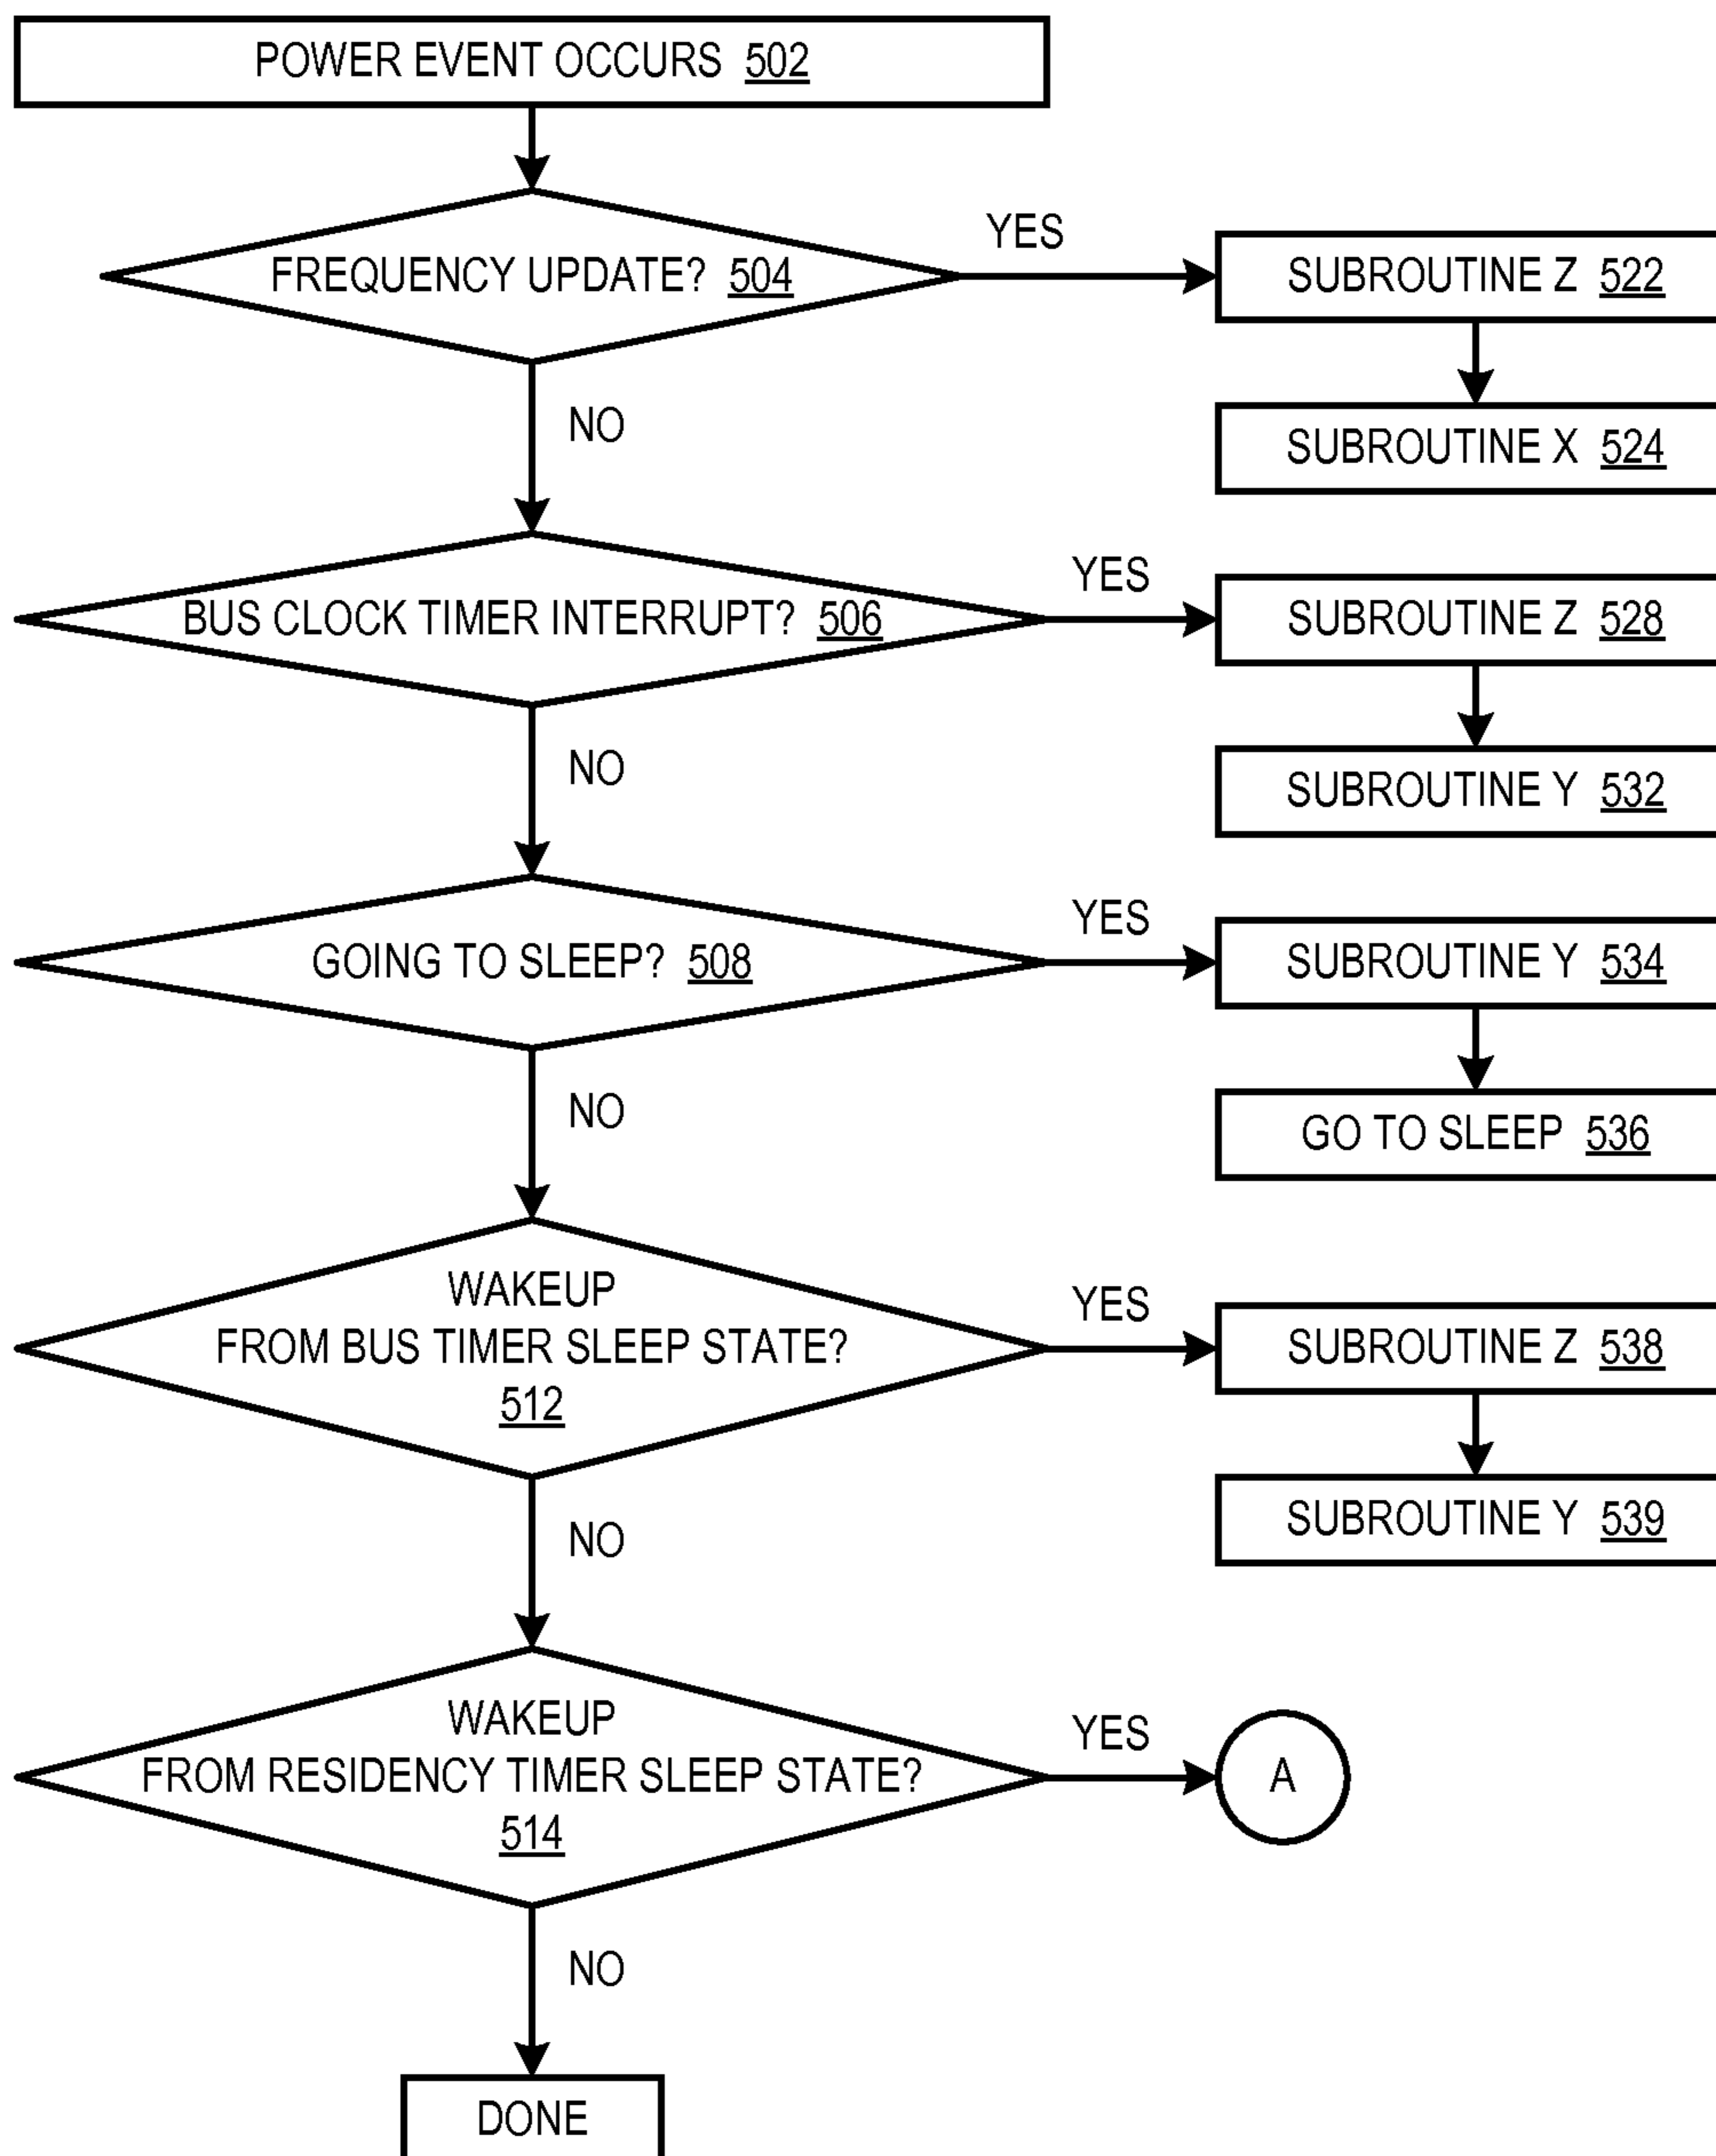 POWER EVENT OCCURS 502
FREQUENCY UPDATE? 504
YES
SUBROUTINE Z 522
SUBROUTINE X 524
NO
BUS CLOCK TIMER INTERRUPT? 506
YES
SUBROUTINE Z 528
SUBROUTINE Y 532
NO
GOING TO SLEEP? 508
YES
SUBROUTINE Y 534
GO TO SLEEP 536
NO
WAKEUP
FROM BUS TIMER SLEEP STATE?
512
YES
SUBROUTINE Z 538
SUBROUTINE Y 539
NO
WAKEUP
FROM RESIDENCY TIMER SLEEP STATE?
514
YES
A
NO
DONE